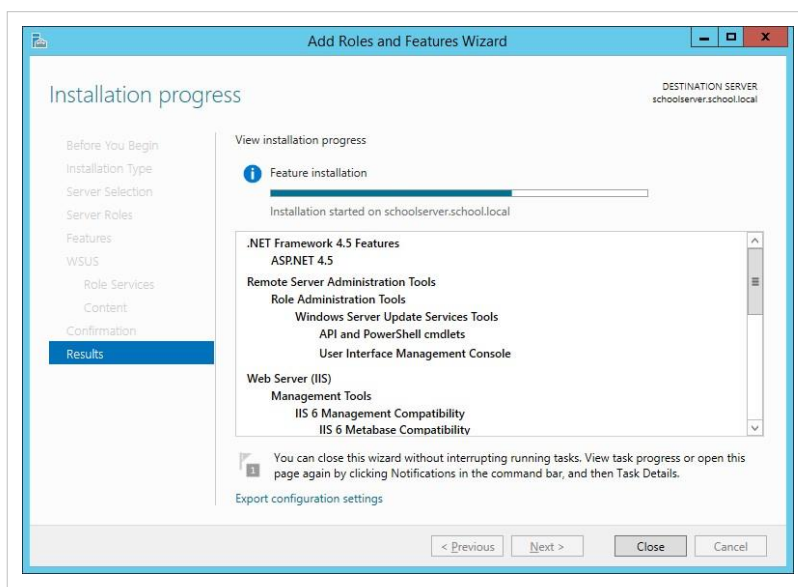 Add Roles and Features Wizard
Installation progress
DESTINATION SERVER
schoolserver.school.local
Before You Begin
Installation Type
Server Selection
Server Roles
Features
WSUS
Role Services
Content
Confirmation
Results
View installation progress
Feature installation
Installation started on schoolserver.school.local
.NET Framework 4.5 Features
ASP.NET 4.5
Remote Server Administration Tools
Role Administration Tools
Windows Server Update Services Tools
API and PowerShell cmdlets
User Interface Management Console
Web Server (IIS)
Management Tools
IIS 6 Management Compatibility
IIS 6 Metabase Compatibility
1
You can close this wizard without interrupting running tasks. View task progress or open this
page again by clicking Notifications in the command bar, and then Task Details.
Export configuration settings
< Previous
Next >
Close
Cancel